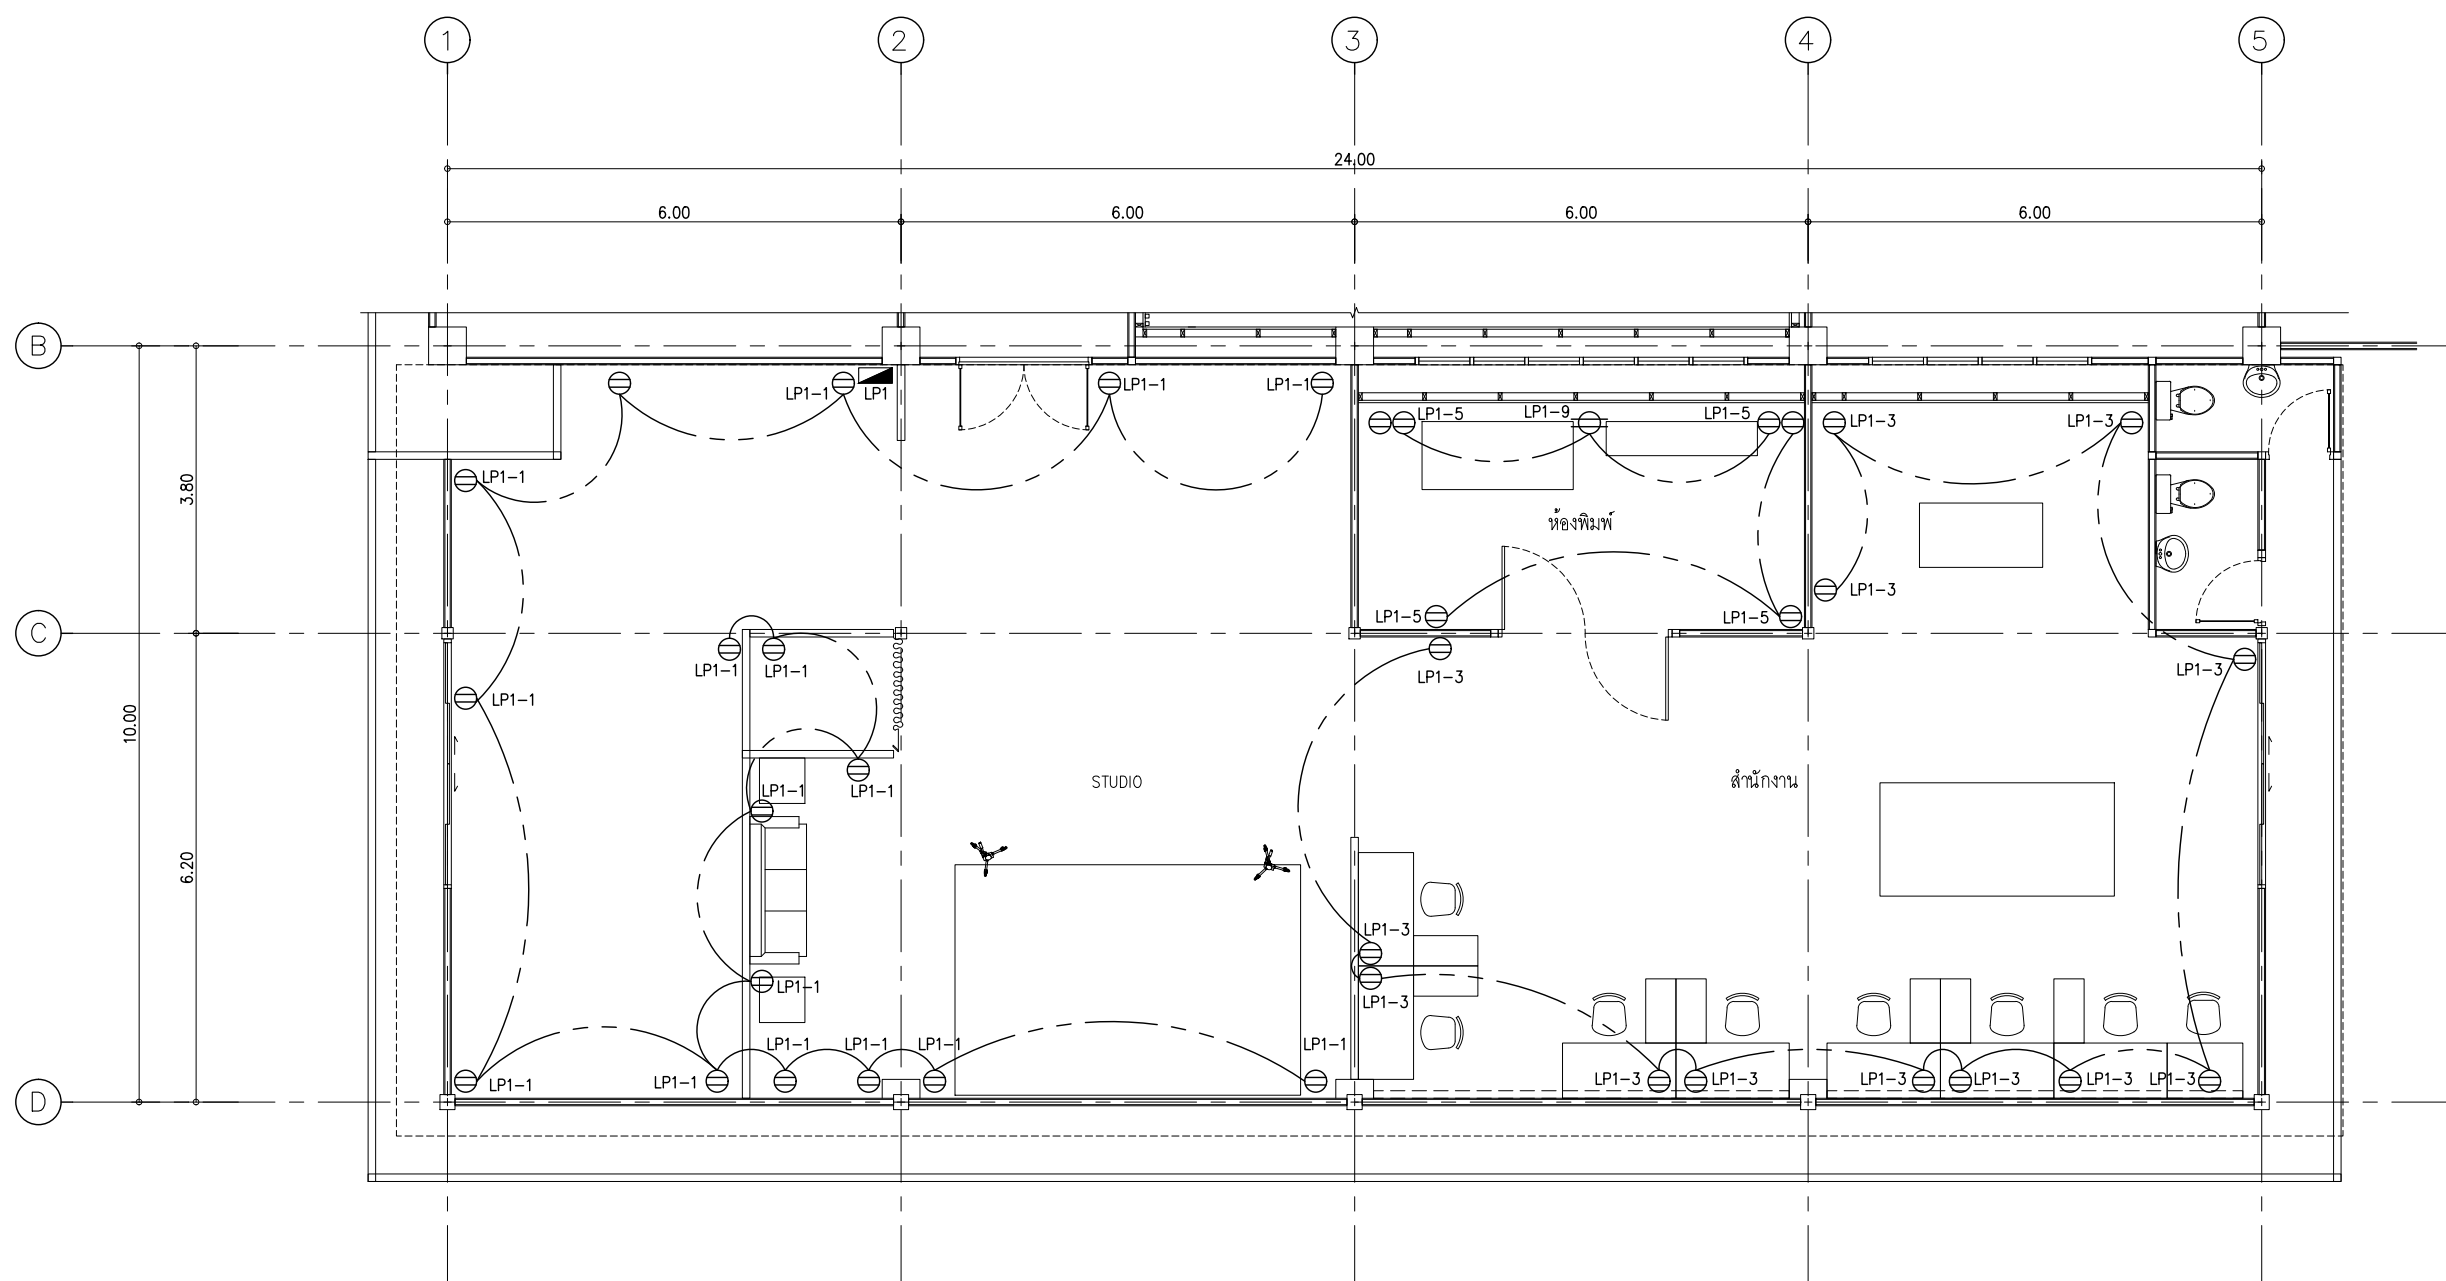 1 2 3 4 5
24.00
6.00 6.00 6.00 6.00
B
LP1-1 LP1 LP1-1 LP1-1
LP1-5 LP1-9 LP1-5 LP1-3 LP1-3
LP1-1
3.80
ห้องพิมพ์
LP1-3
LP1-5 LP1-5
C
LP1-1 LP1-1 LP1-3 LP1-3
LP1-1
10.00
STUDIO สำนักงาน
LP1-1 LP1-1
6.20
LP1-3
LP1-1 LP1-3
LP1-1 LP1-1 LP1-1 LP1-1
LP1-1 LP1-1 LP1-3 LP1-3 LP1-3 LP1-3 LP1-3 LP1-3
D